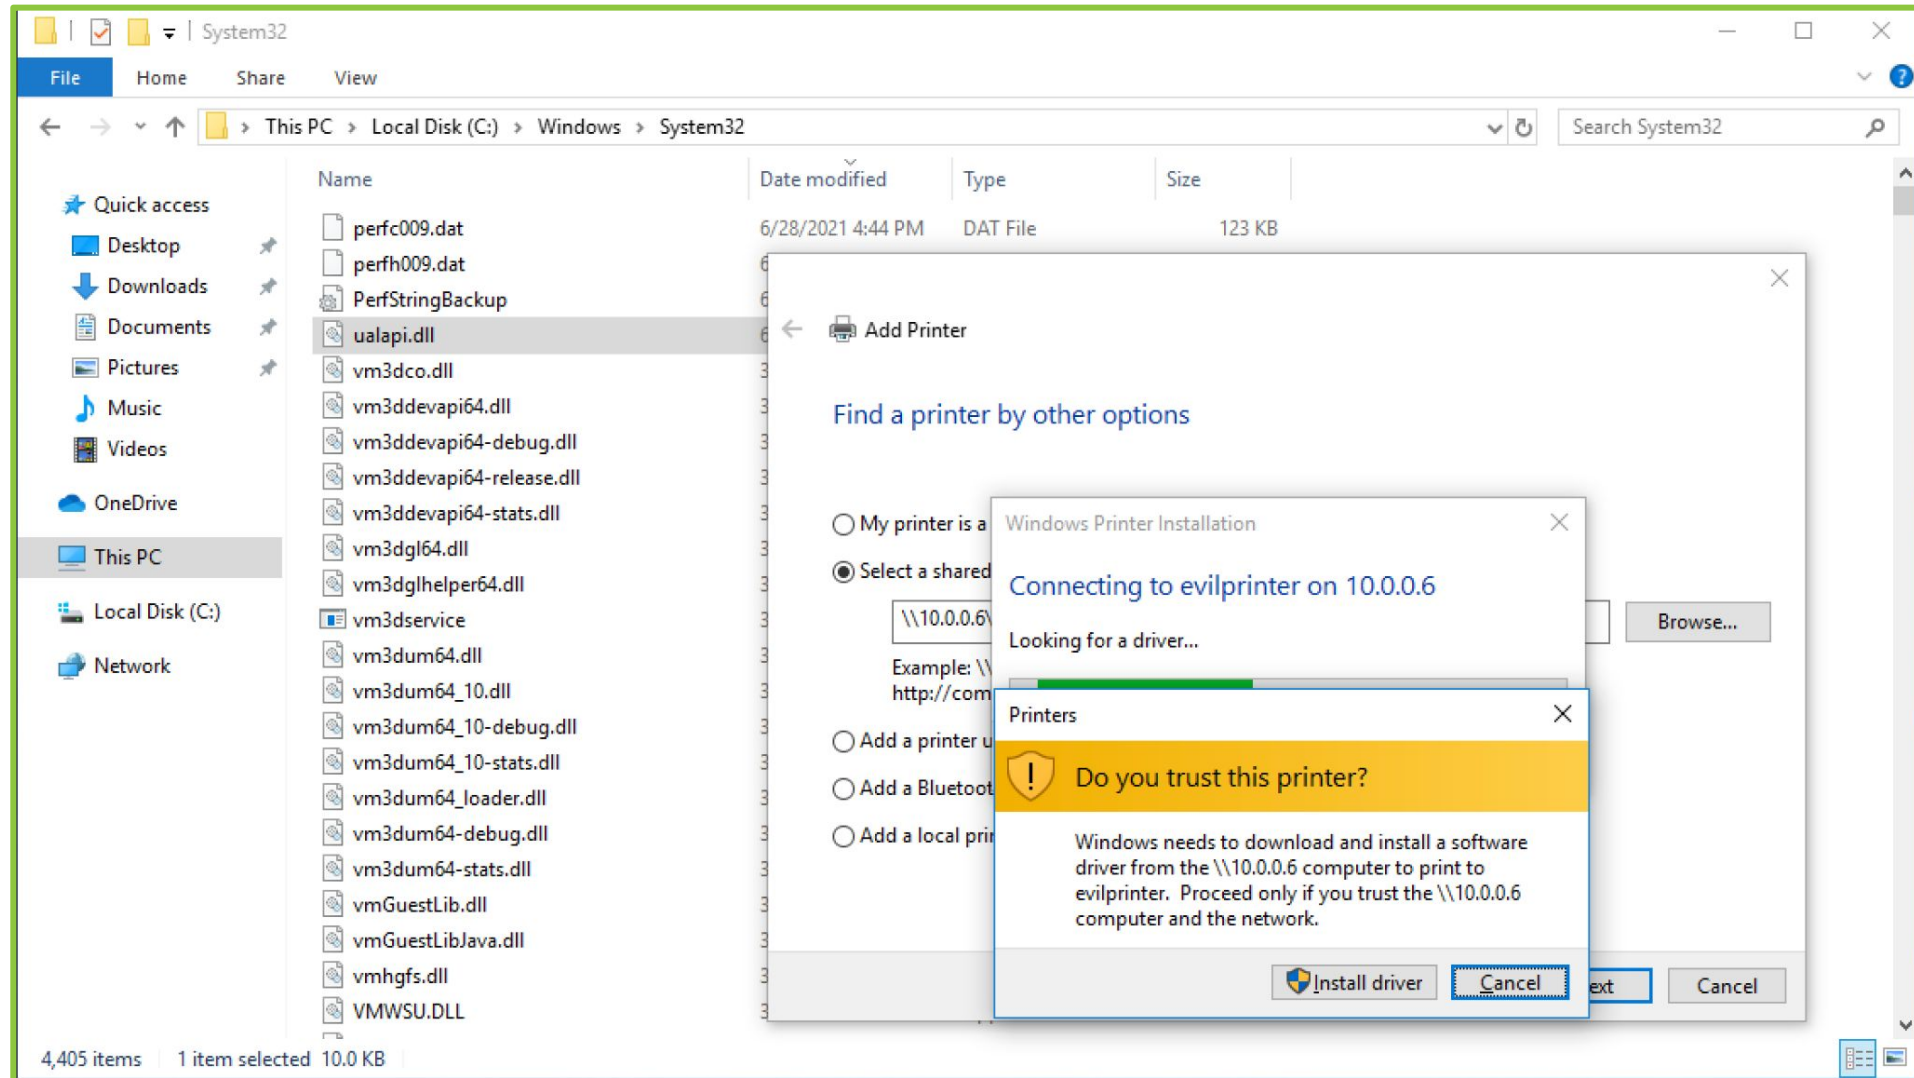 System32
File Home Share View
This PC > Local Disk (C:) > Windows > System32
Search System32
Quick access
Desktop
Downloads
Documents
Pictures
Music
Videos
OneDrive
This PC
Local Disk (C:)
Network
Name Date modified Type Size
perfc009.dat 6/28/2021 4:44 PM DAT File 123 KB
perfh009.dat
PerfStringBackup
ualapi.dll
vm3dco.dll
vm3ddevapi64.dll
vm3ddevapi64-debug.dll
vm3ddevapi64-release.dll
vm3ddevapi64-stats.dll
vm3dgl64.dll
vm3dglhelper64.dll
vm3dservice
vm3dum64.dll
vm3dum64_10.dll
vm3dum64_10-debug.dll
vm3dum64_10-stats.dll
vm3dum64_loader.dll
vm3dum64-debug.dll
vm3dum64-stats.dll
vmGuestLib.dll
vmGuestLibJava.dll
vmhgfs.dll
VMWSU.DLL
Add Printer
Find a printer by other options
My printer is a
Select a shared
\\10.0.0.6\
Browse...
Example: \\
http://com
Add a printer u
Add a Bluetoot
Add a local prin
ext
Cancel
Windows Printer Installation
Connecting to evilprinter on 10.0.0.6
Looking for a driver...
Printers
Do you trust this printer?
Windows needs to download and install a software
driver from the \\10.0.0.6 computer to print to
evilprinter. Proceed only if you trust the \\10.0.0.6
computer and the network.
Install driver
Cancel
4,405 items 1 item selected 10.0 KB